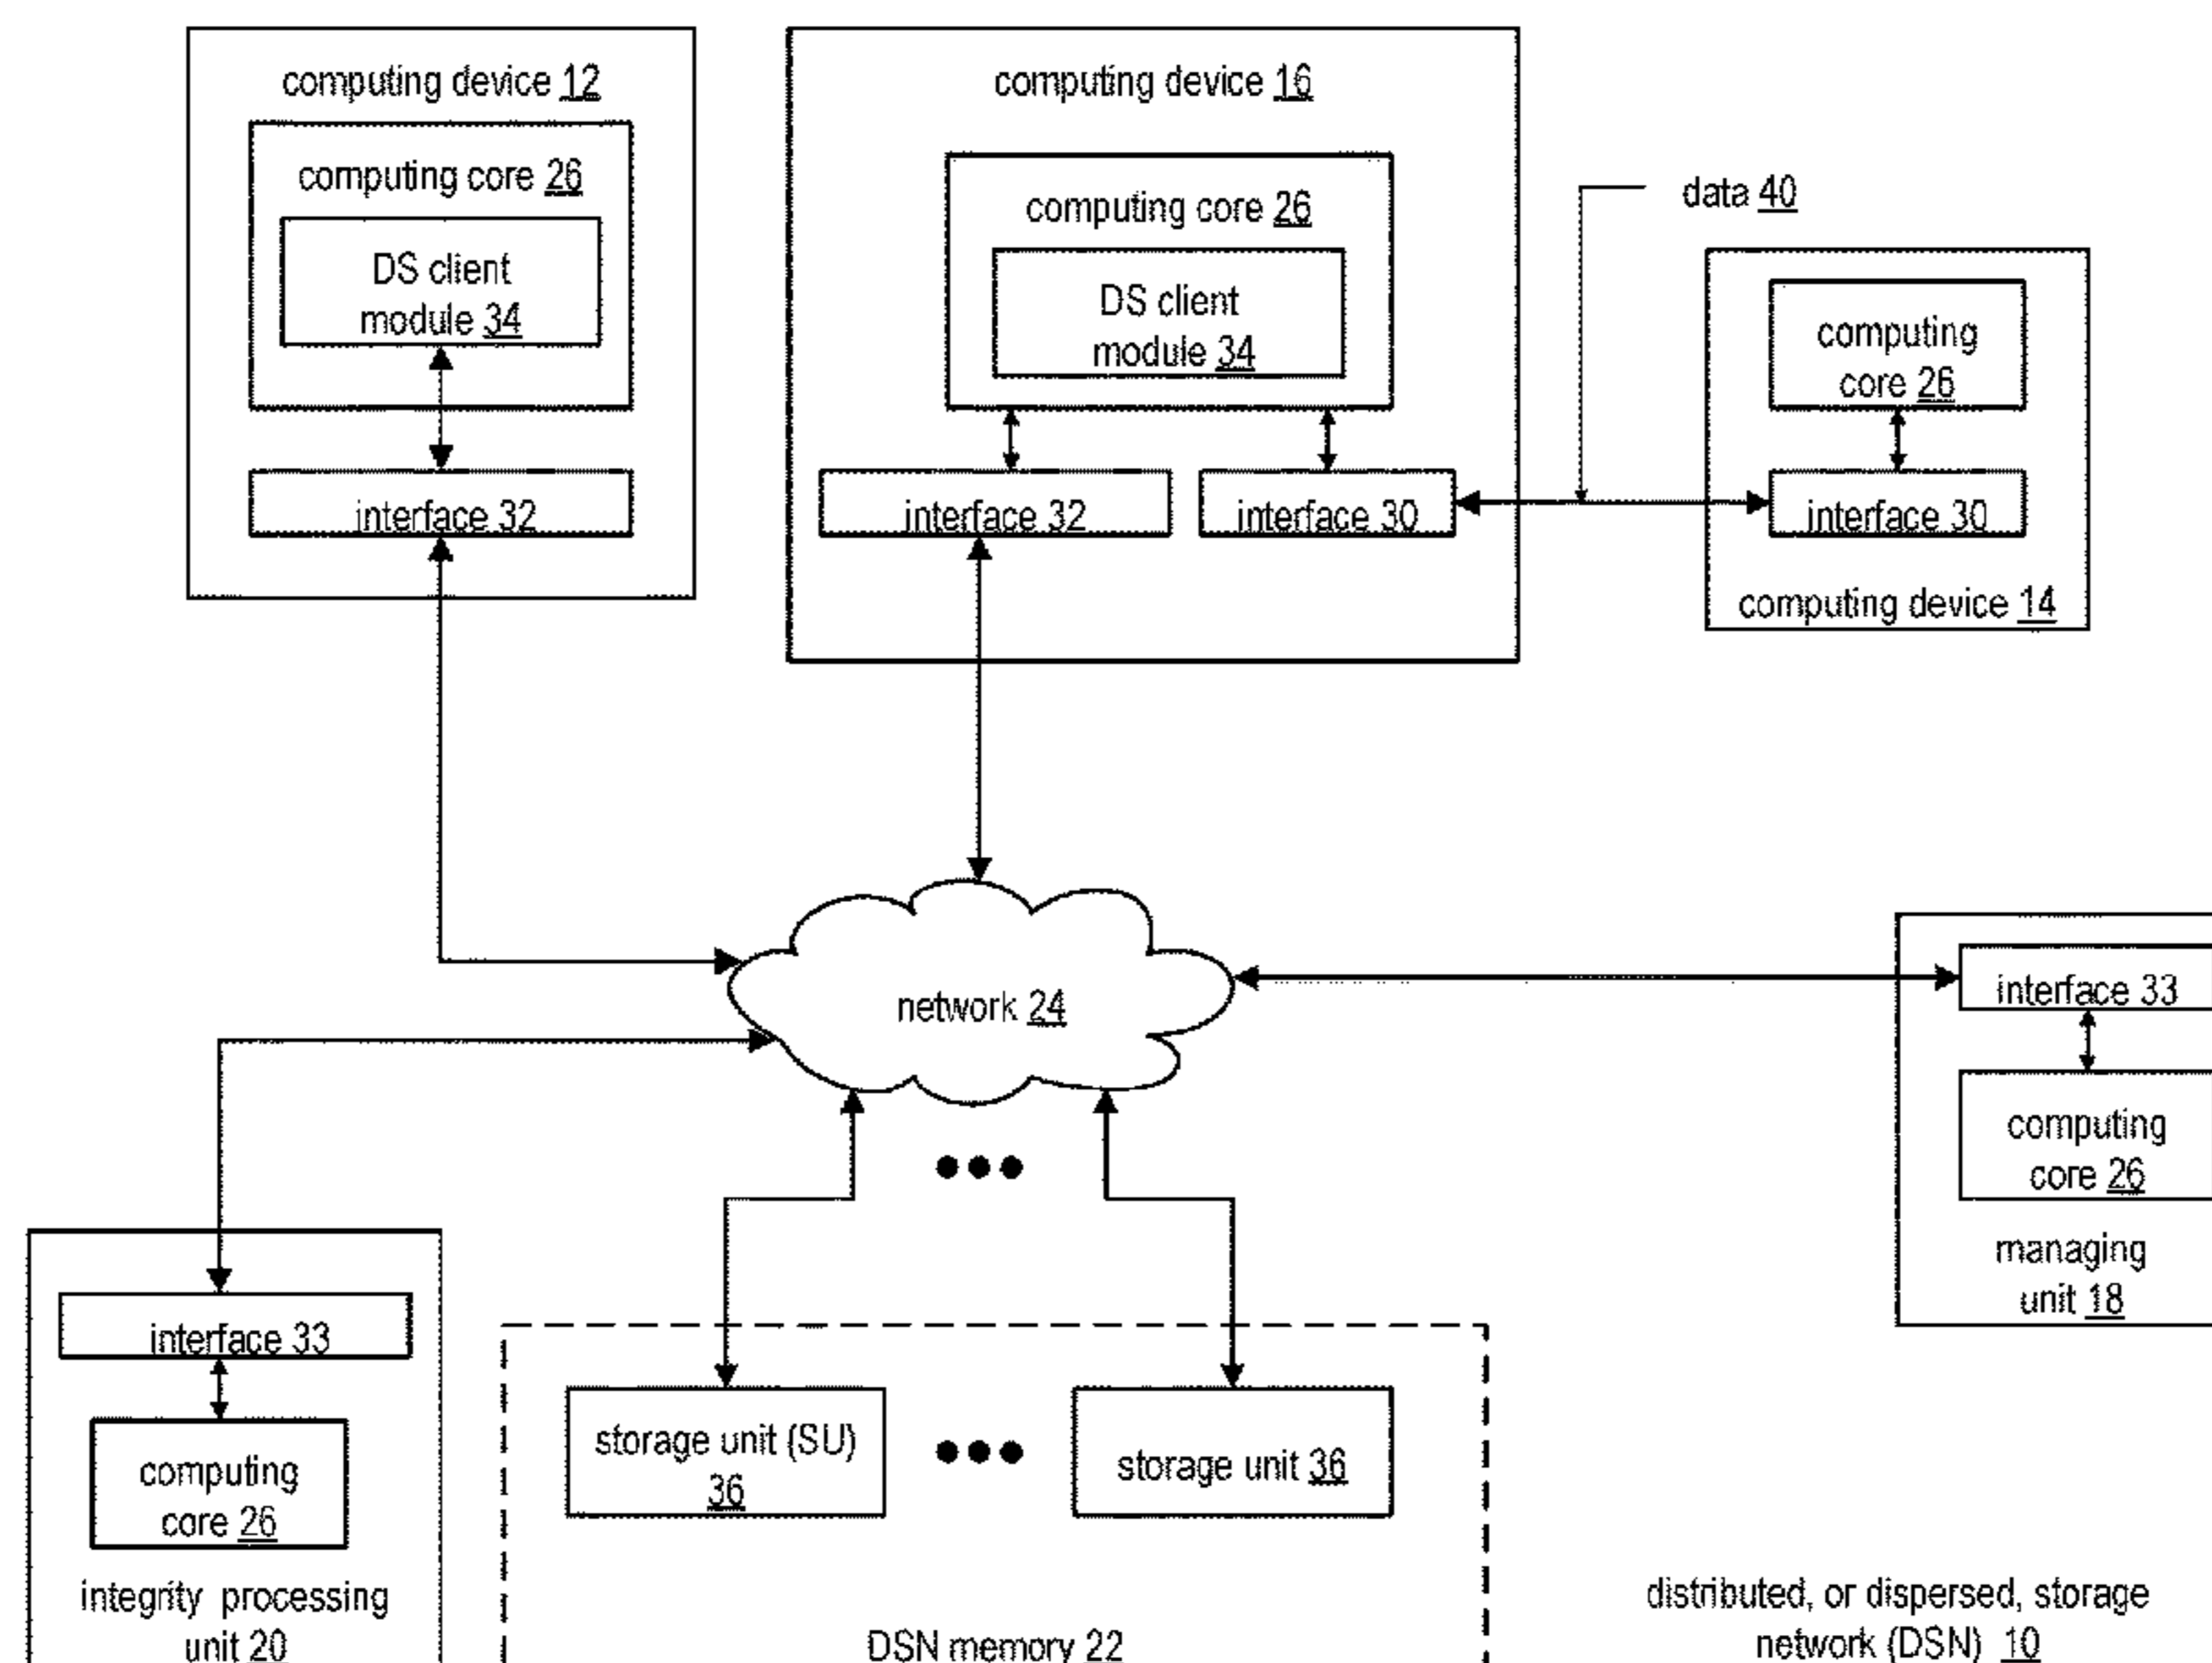 computing device 12
computing core 26
DS client
module 34
interface 32
computing device 16
computing core 26
DS client
module 34
interface 32
interface 30
data 40
computing
core 26
interface 30
computing device 14
network 24
interface 33
computing
core 26
managing
unit 18
interface 33
computing
core 26
integrity processing
unit 20
storage unit (SU)
36
storage unit 36
DSN memory 22
distributed, or dispersed, storage
network (DSN) 10